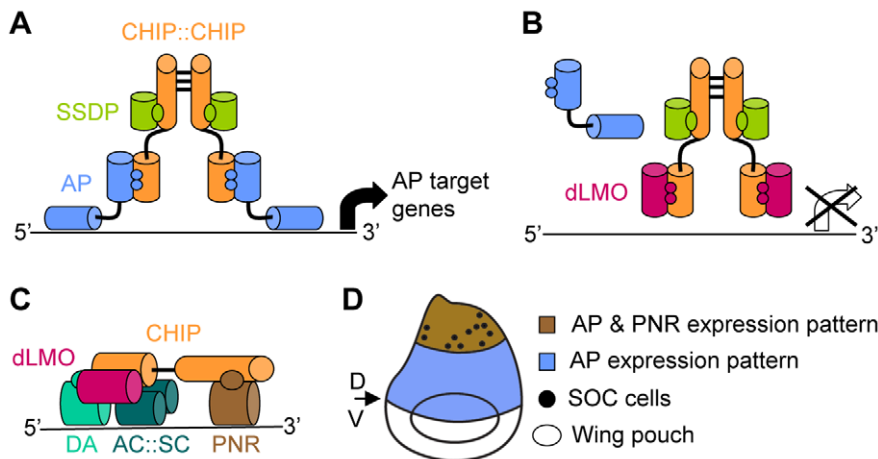 A
CHIP::CHIP
SSDP
AP
AP target
genes
5’
3’
B
dLMO
5’
3’
C
CHIP
dLMO
5’
3’
DA
AC::SC
PNR
D
D
V
AP & PNR expression pattern
AP expression pattern
SOC cells
Wing pouch